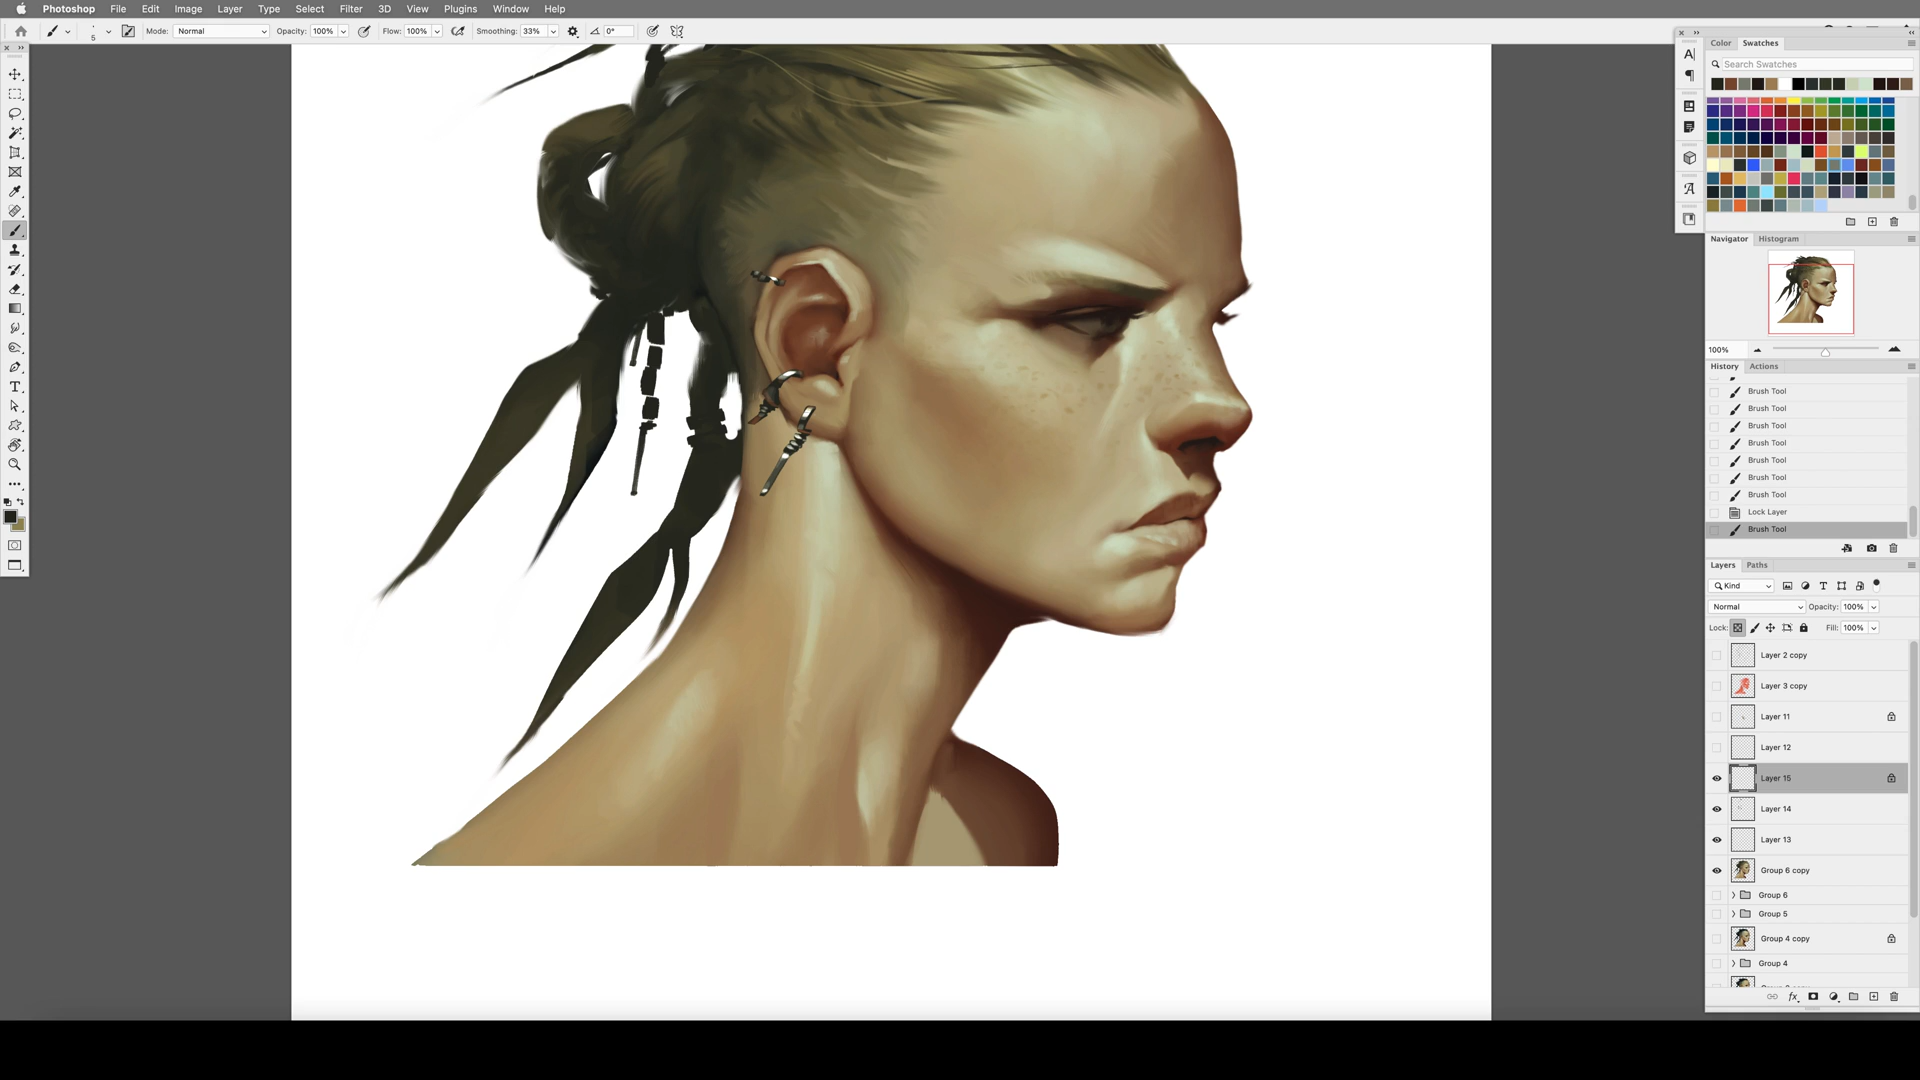 Photoshop File Edit Image Layer Type Select Filter 3D View Plugins Window Help
5 Mode: Normal Opacity: 100% Flow: 100% Smoothing: 33% 0°
Color Swatches
Search Swatches
Navigator Histogram
100%
History Actions
Brush Tool
Brush Tool
Brush Tool
Brush Tool
Brush Tool
Brush Tool
Brush Tool
Lock Layer
Brush Tool
Layers Paths
Kind
Normal Opacity: 100%
Lock: Fill: 100%
Layer 2 copy
Layer 3 copy
Layer 11
Layer 12
Layer 15
Layer 14
Layer 13
Group 6 copy
Group 6
Group 5
Group 4 copy
Group 4